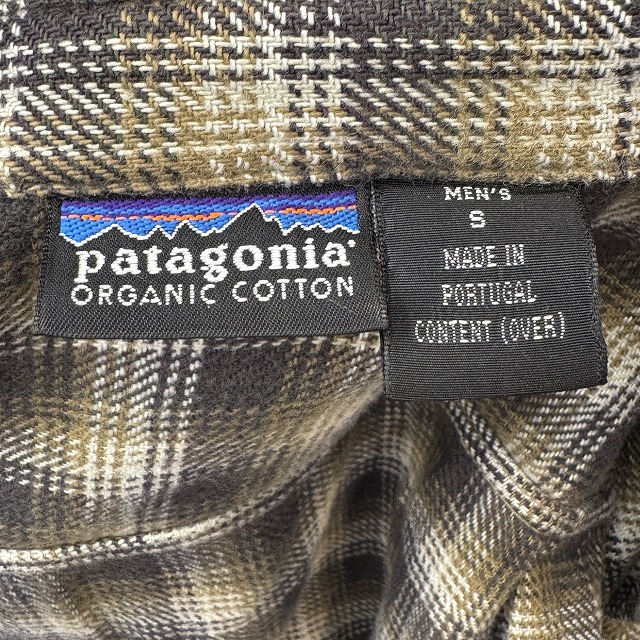 patagonia
ORGANIC COTTON
MEN'S
S
MADE IN
PORTUGAL
CONTENT (OVER)